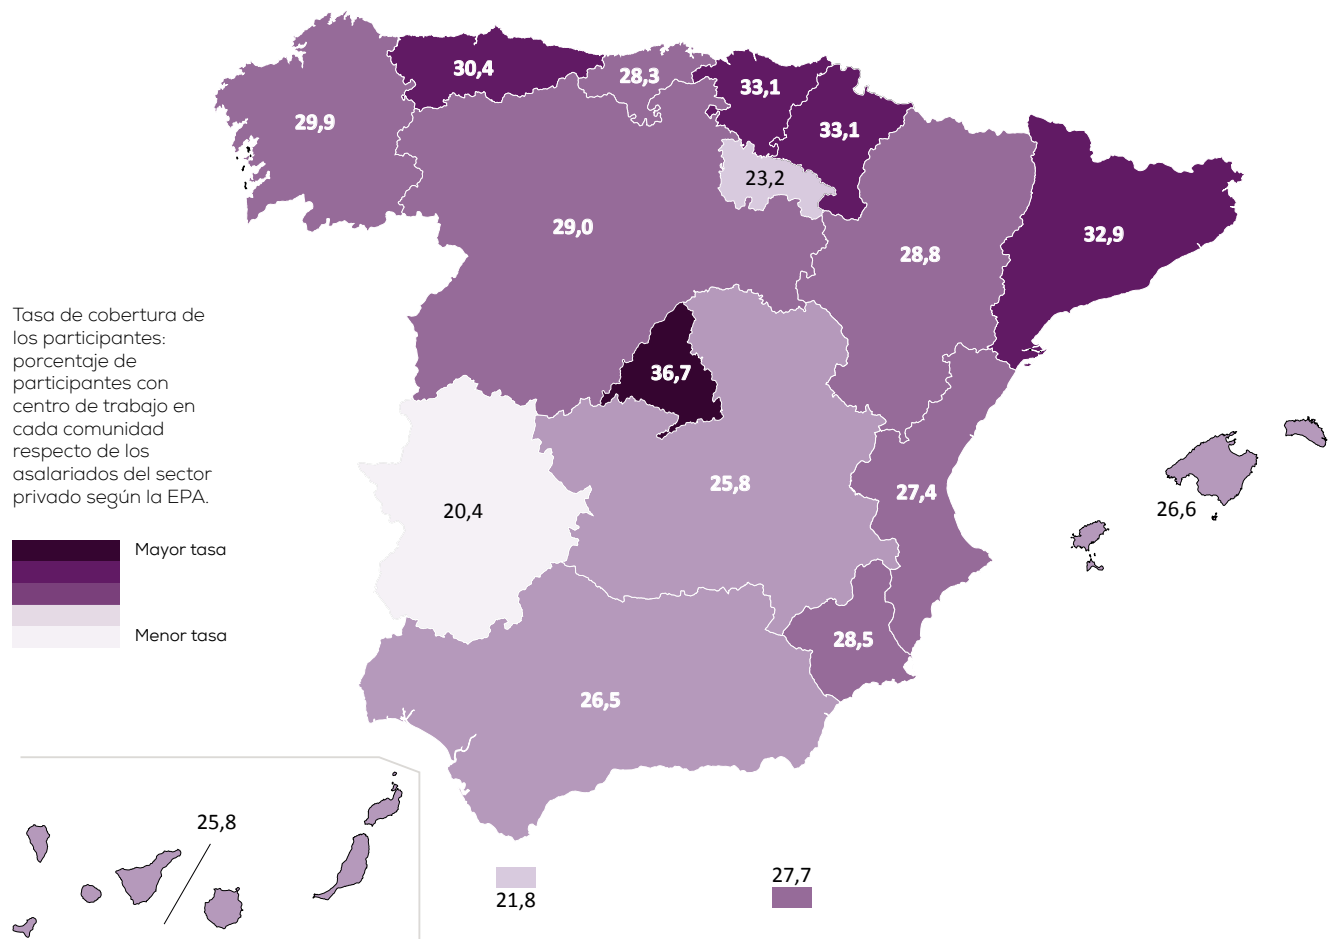 30,4
28,3
33,1
29,9
33,1
23,2
29,0
32,9
28,8
Tasa de cobertura de
los participantes:
porcentaje de
participantes con
centro de trabajo en
cada comunidad
respecto de los
asalariados del sector
privado según la EPA.
36,7
25,8
27,4
20,4
26,6
Mayor tasa
Menor tasa
28,5
26,5
25,8
27,7
21,8